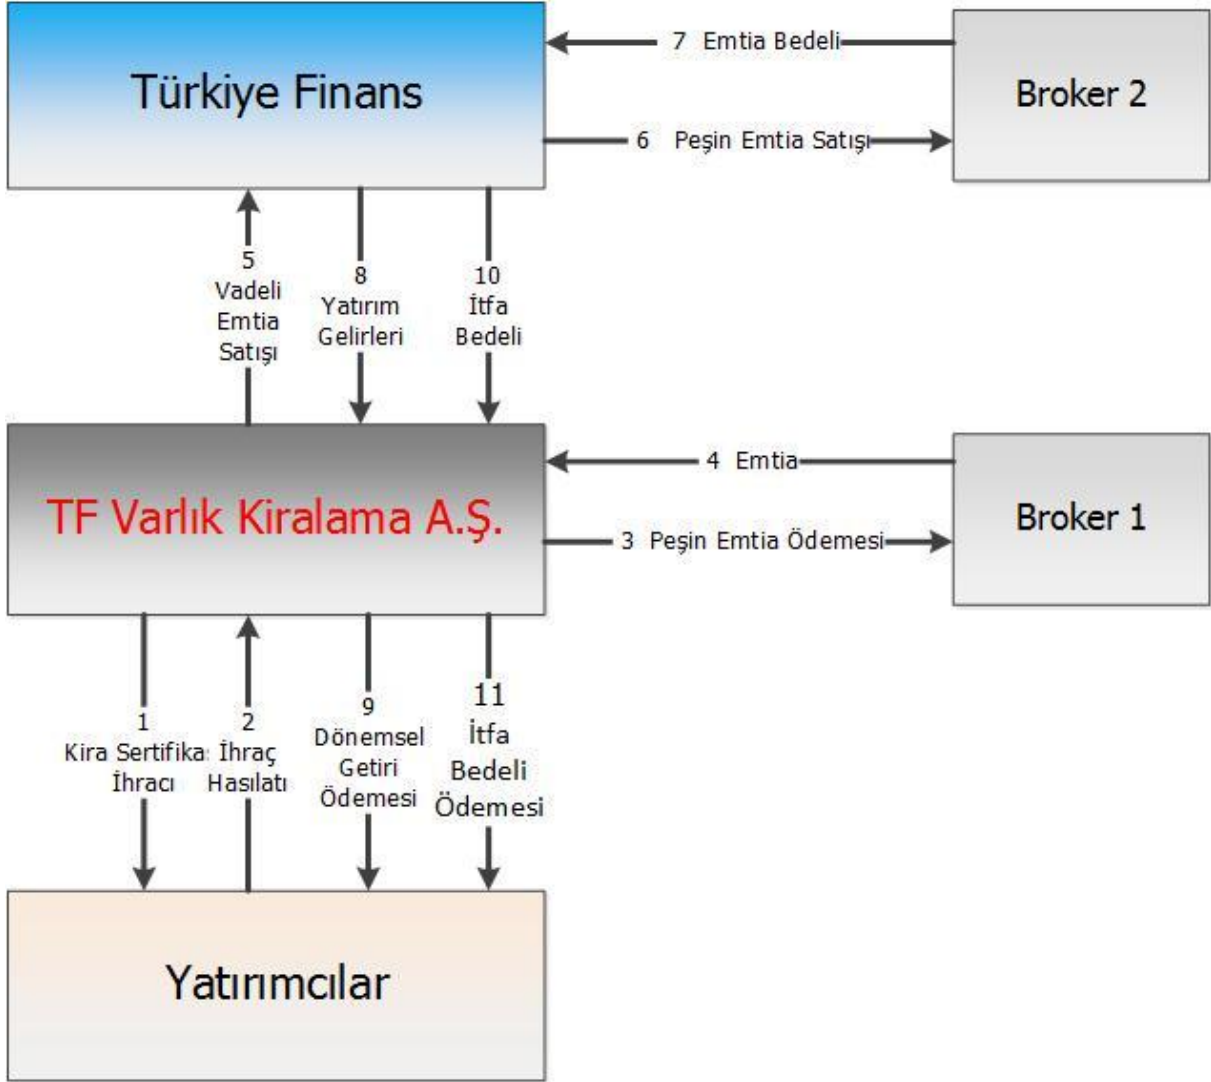 Türkiye Finans
7 Emtia Bedeli
6 Peşin Emtia Satışı
Broker 2
5
Vadeli
Emtia
Satışı
8
Yatırım
Gelirleri
10
İtfa
Bedeli
TF Varlık Kiralama A.Ş.
4 Emtia
3 Peşin Emtia Ödemesi
Broker 1
1
Kira Sertifika
İhracı
2
İhraç
Hasılatı
9
Dönemsel
Getiri
Ödemesi
11
İtfa
Bedeli
Ödemesi
Yatırımcılar